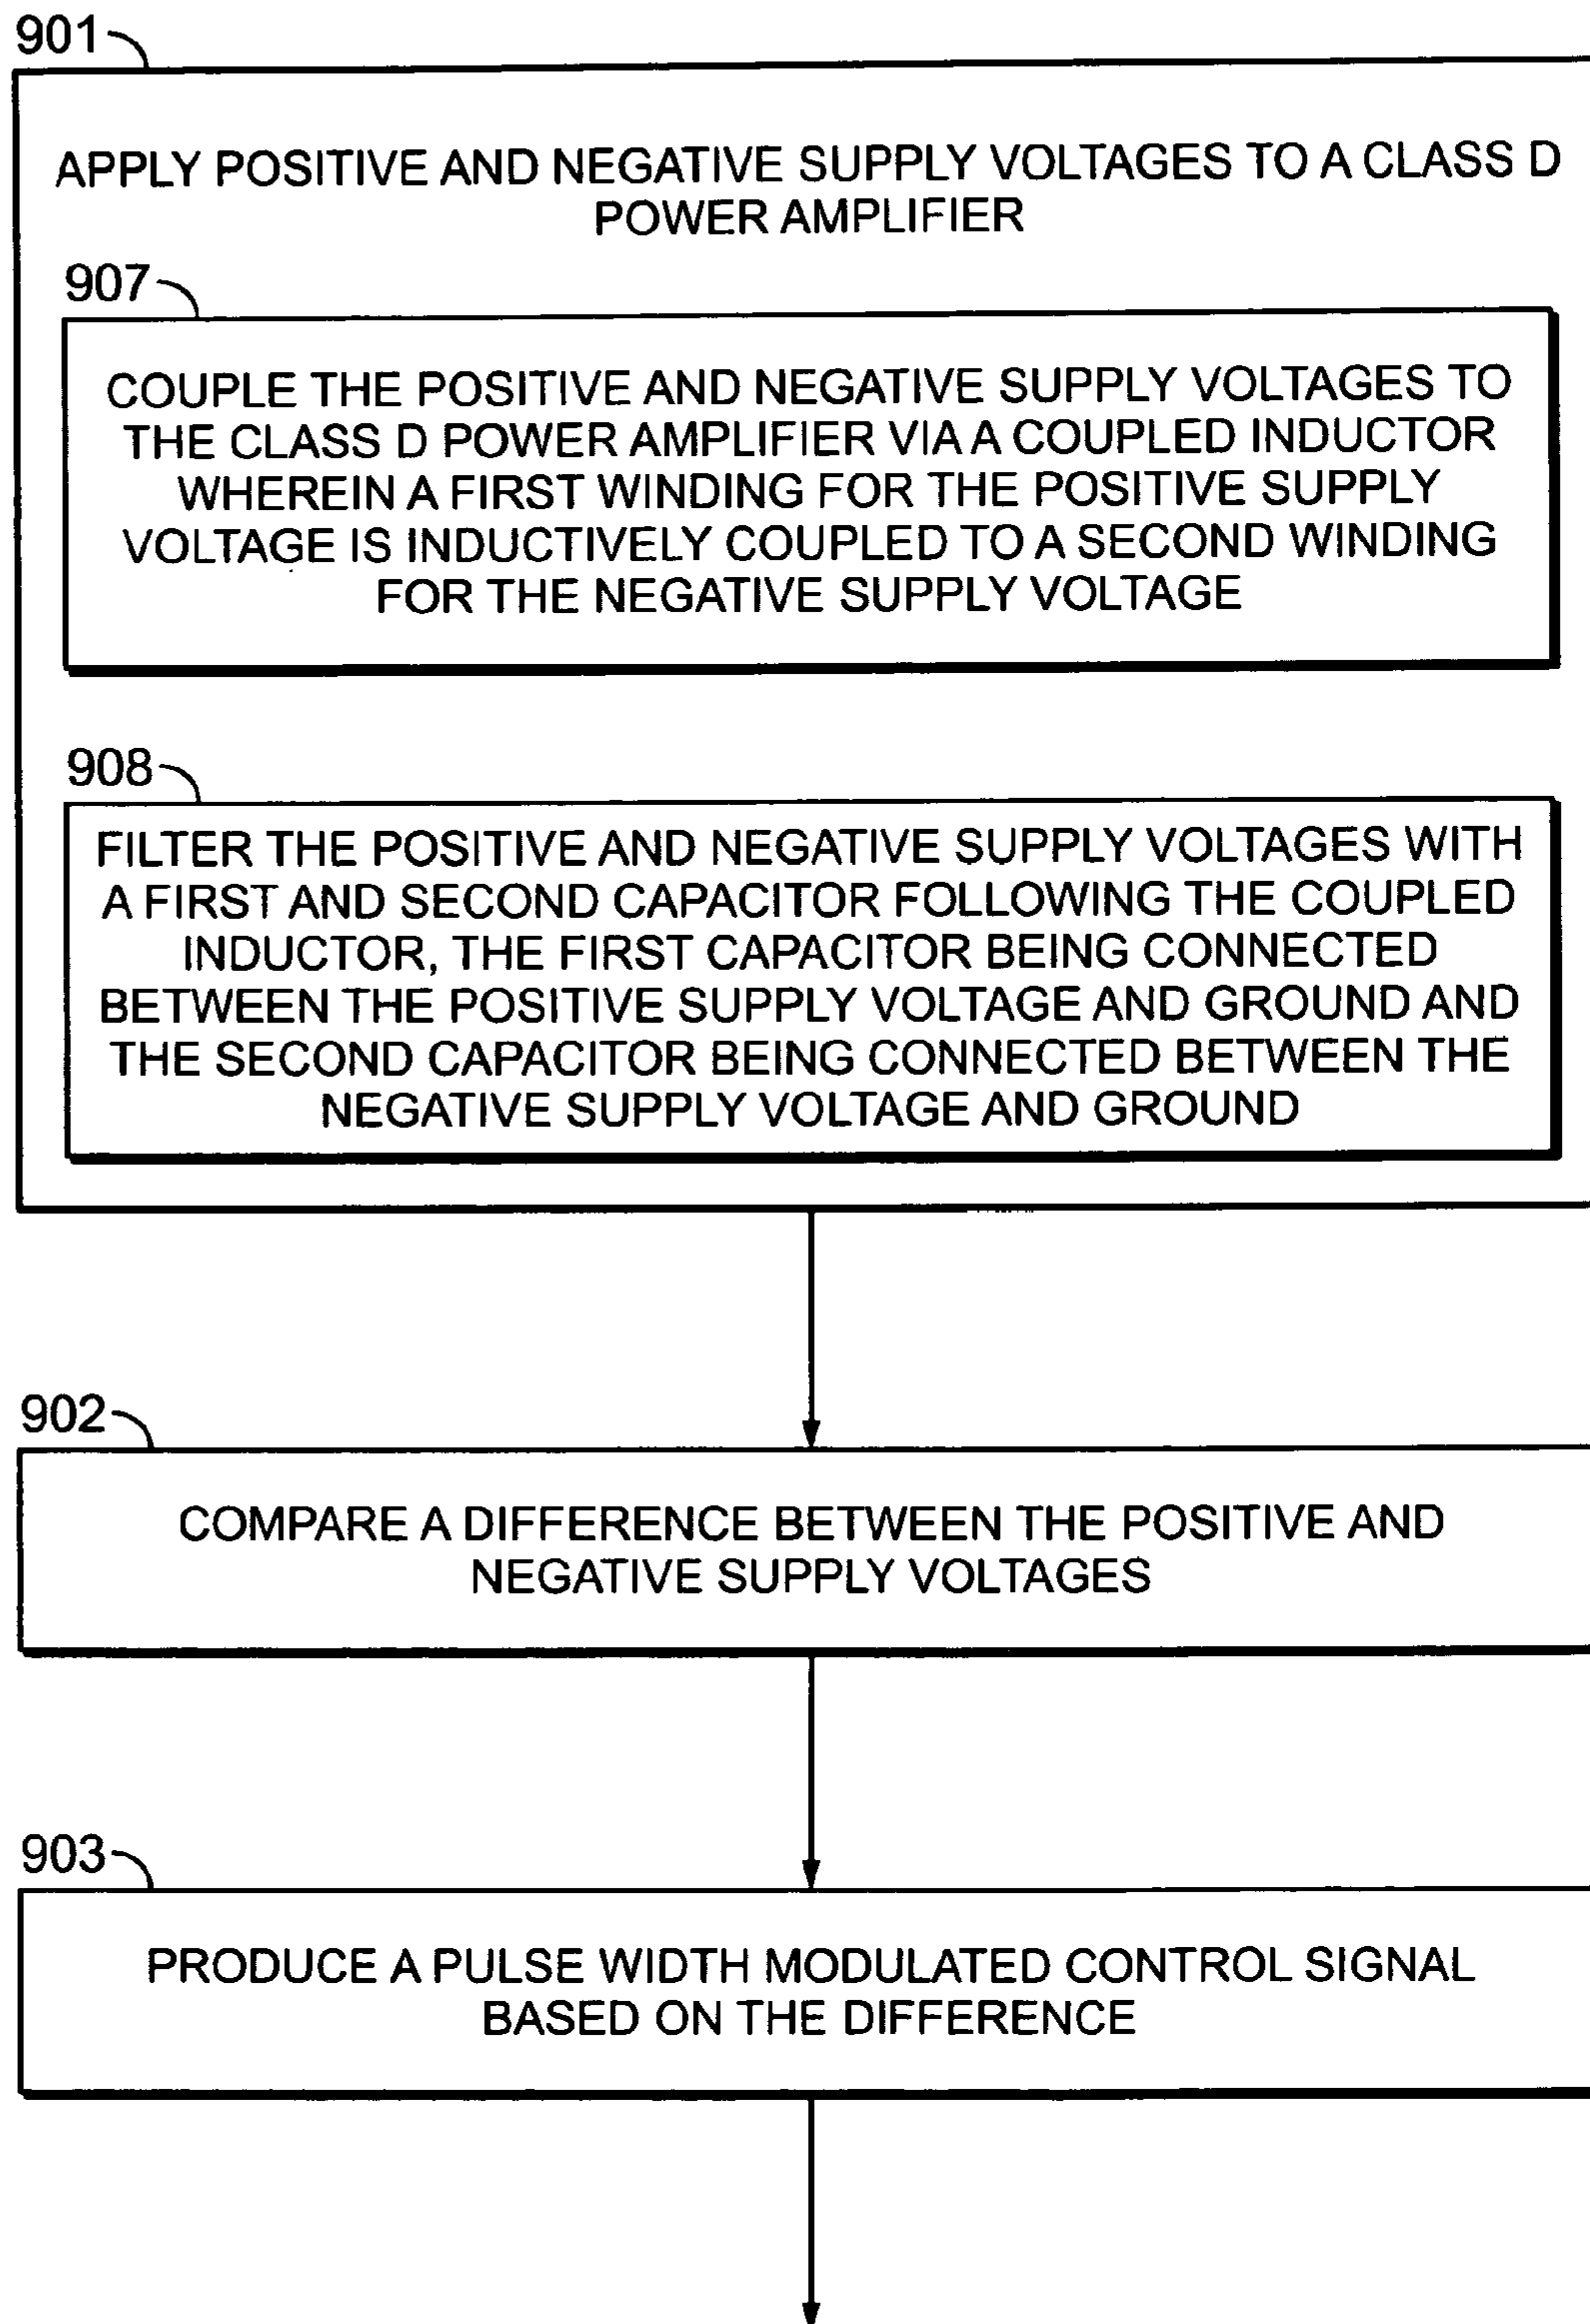 901
APPLY POSITIVE AND NEGATIVE SUPPLY VOLTAGES TO A CLASS D
POWER AMPLIFIER
907
COUPLE THE POSITIVE AND NEGATIVE SUPPLY VOLTAGES TO
THE CLASS D POWER AMPLIFIER VIA A COUPLED INDUCTOR
WHEREIN A FIRST WINDING FOR THE POSITIVE SUPPLY
VOLTAGE IS INDUCTIVELY COUPLED TO A SECOND WINDING
FOR THE NEGATIVE SUPPLY VOLTAGE
908
FILTER THE POSITIVE AND NEGATIVE SUPPLY VOLTAGES WITH
A FIRST AND SECOND CAPACITOR FOLLOWING THE COUPLED
INDUCTOR, THE FIRST CAPACITOR BEING CONNECTED
BETWEEN THE POSITIVE SUPPLY VOLTAGE AND GROUND AND
THE SECOND CAPACITOR BEING CONNECTED BETWEEN THE
NEGATIVE SUPPLY VOLTAGE AND GROUND
902
COMPARE A DIFFERENCE BETWEEN THE POSITIVE AND
NEGATIVE SUPPLY VOLTAGES
903
PRODUCE A PULSE WIDTH MODULATED CONTROL SIGNAL
BASED ON THE DIFFERENCE